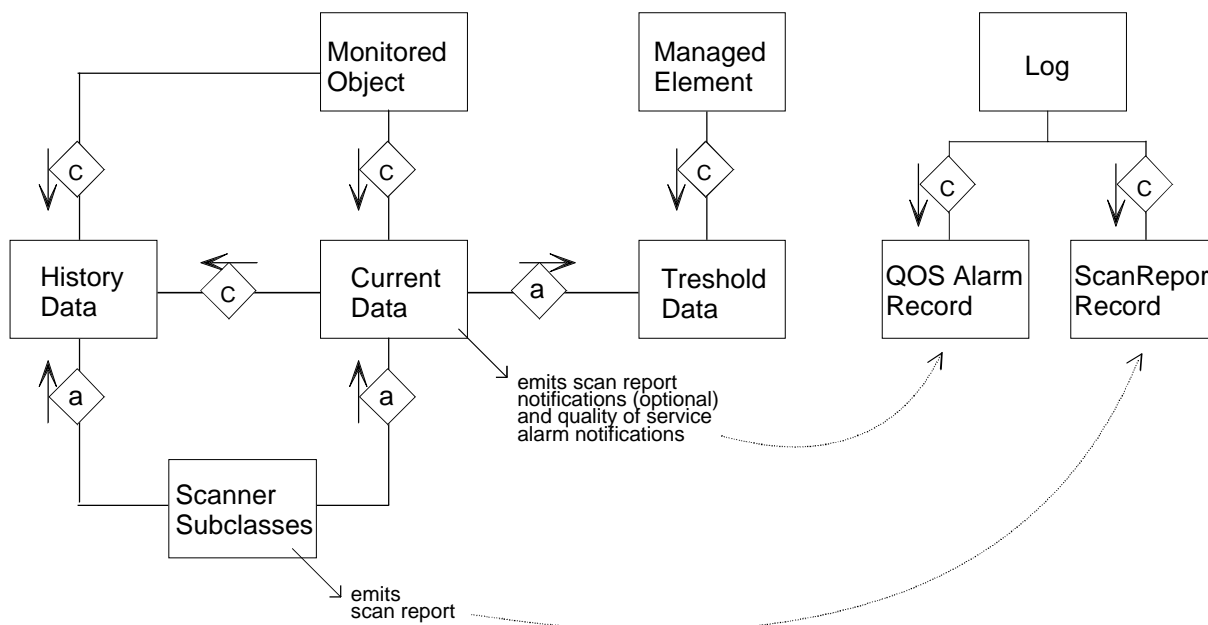 Monitored
Object
Managed
Element
Log
C
C
C
C
C
History
Data
C
Current
Data
a
Treshold
Data
QOS Alarm
Record
ScanRepor
Record
a
a
emits scan report
notifications (optional)
and quality of service
alarm notifications
Scanner
Subclasses
emits
scan report